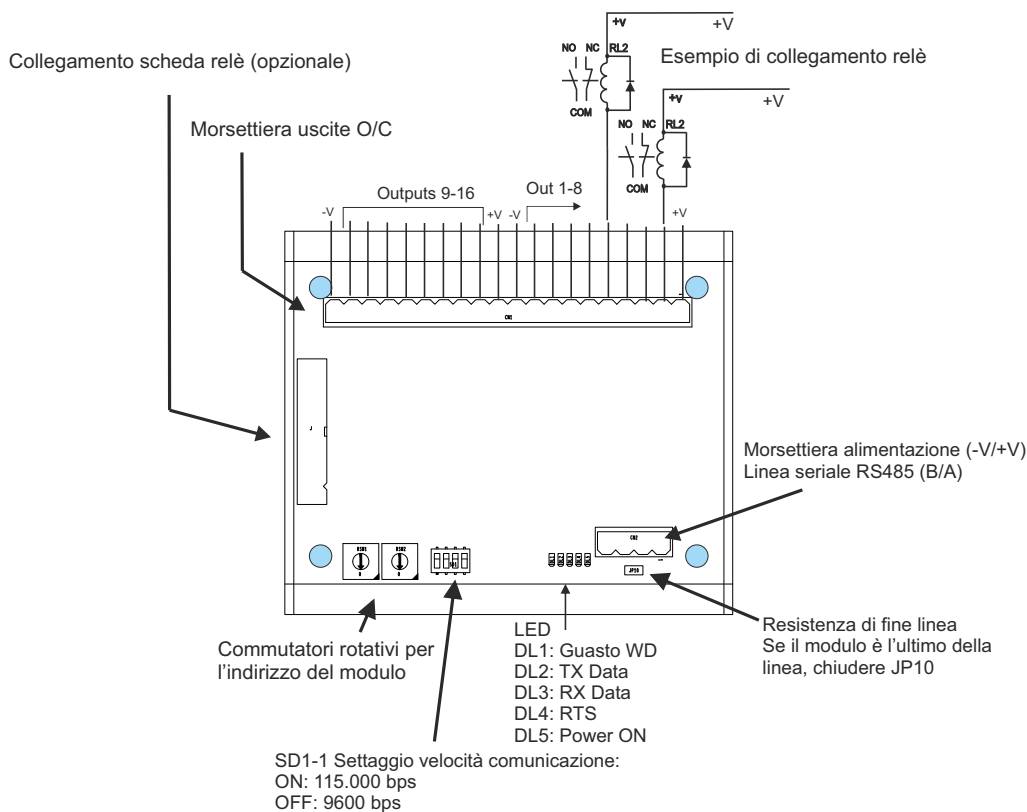 +V
+V
NO NC RL2
COM
Esempio di collegamento relè
Collegamento scheda relè (opzionale)
+V
+V
NO NC RL2
COM
Morsettiera uscite O/C
Outputs 9-16
Out 1-8
-V
+V
-V
+V
CN1
Morsettiera alimentazione (-V/+V)
Linea seriale RS485 (B/A)
CN2
JP10
Resistenza di fine linea
Se il modulo è l'ultimo della
linea, chiudere JP10
Commutatori rotativi per
l'indirizzo del modulo
LED
DL1: Guasto WD
DL2: TX Data
DL3: RX Data
DL4: RTS
DL5: Power ON
SD1-1 Settaggio velocità comunicazione:
ON: 115.000 bps
OFF: 9600 bps